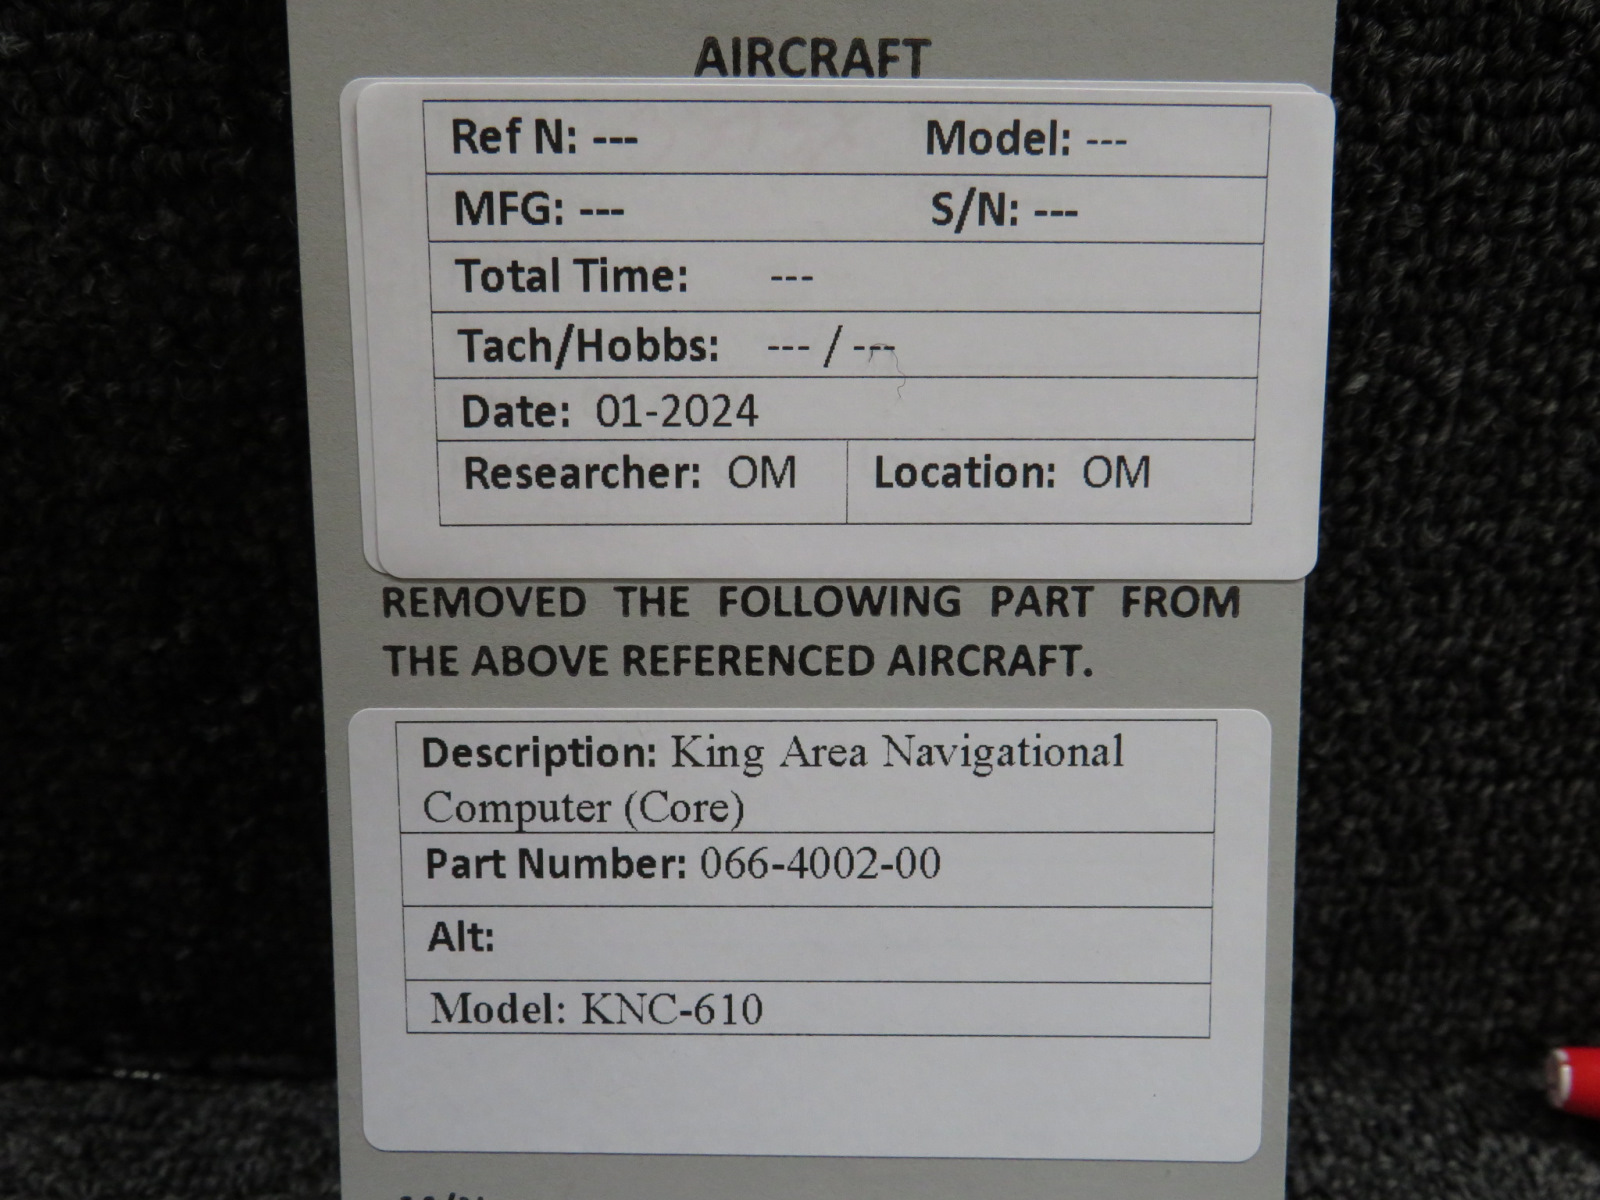 AIRCRAFT
Ref N: --- Model: ---
MFG: --- S/N: ---
Total Time: ---
Tach/Hobbs: --- / ---
Date: 01-2024
Researcher: OM Location: OM
REMOVED THE FOLLOWING PART FROM
THE ABOVE REFERENCED AIRCRAFT.
Description: King Area Navigational
Computer (Core)
Part Number: 066-4002-00
Alt:
Model: KNC-610